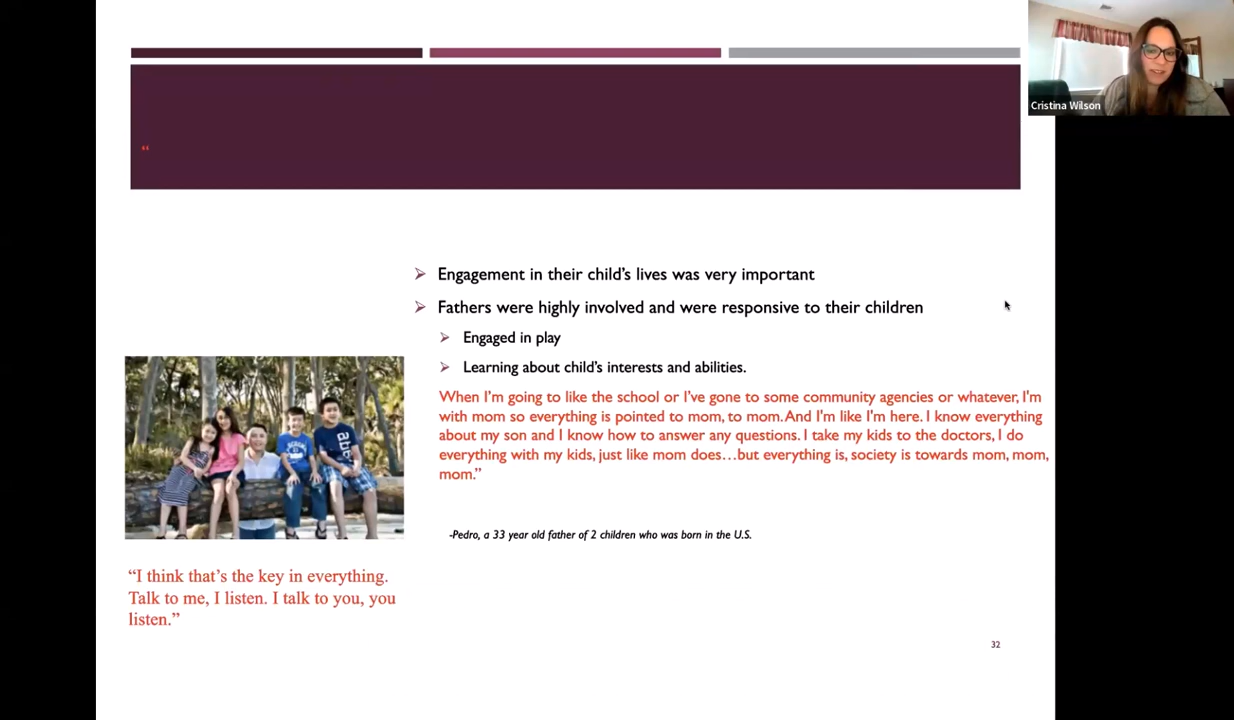 Cristina Wilson
“
Engagement in their child’s lives was very important
Fathers were highly involved and were responsive to their children
Engaged in play
Learning about child’s interests and abilities.
When I’m going to like the school or I’ve gone to some community agencies or whatever, I'm
with mom so everything is pointed to mom, to mom. And I'm like I'm here. I know everything
about my son and I know how to answer any questions. I take my kids to the doctors, I do
everything with my kids, just like mom does…but everything is, society is towards mom, mom,
mom.”
-Pedro, a 33 year old father of 2 children who was born in the U.S.
“I think that’s the key in everything.
Talk to me, I listen. I talk to you, you
listen.”
32